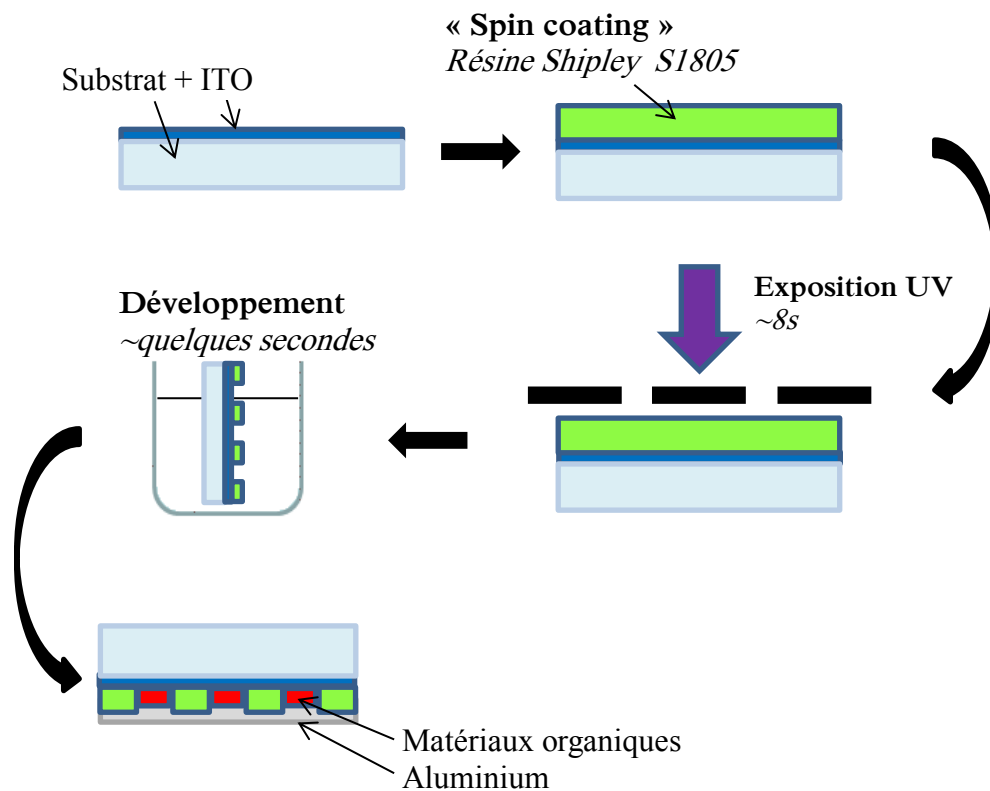 « Spin coating »
Résine Shipley S1805
Substrat + ITO
Exposition UV
~8s
Développement
~quelques secondes
Matériaux organiques
Aluminium